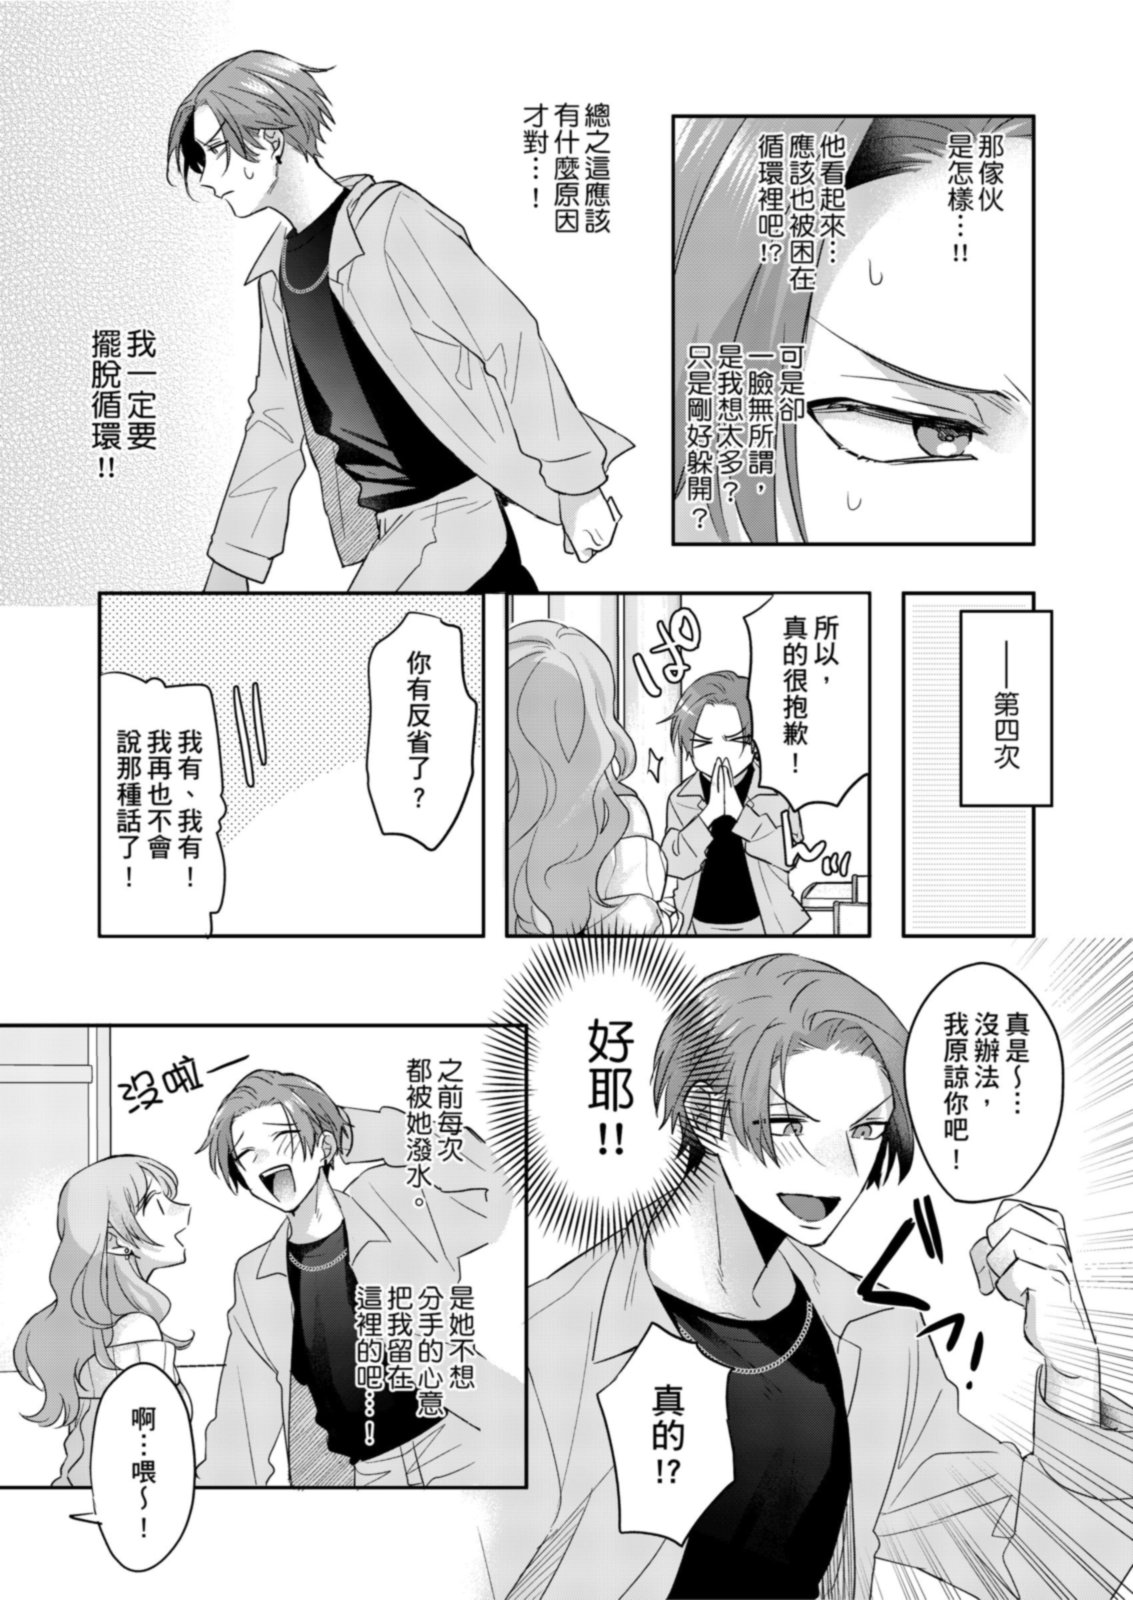 那傢伙
是怎樣…!!
他看起來…
應該也被困在
循環裡吧!?
可是卻
一臉無所謂，
是我想太多？
只是剛好躲開？
總之這應該
有什麼原因
才對…！
我一定要
擺脫循環!!
——第四次
所以，
真的很抱歉！
ぱん
你有反省了？
我有、我有！
我再也不會
說那種話了！
真是～…
沒辦法，
我原諒你吧！
好耶!!
ぐっ！
真的!?
之前每次
都被她潑水。
是她不想
分手的心意
把我留在
這裡的吧…！
沒啦—
啊…喂～！